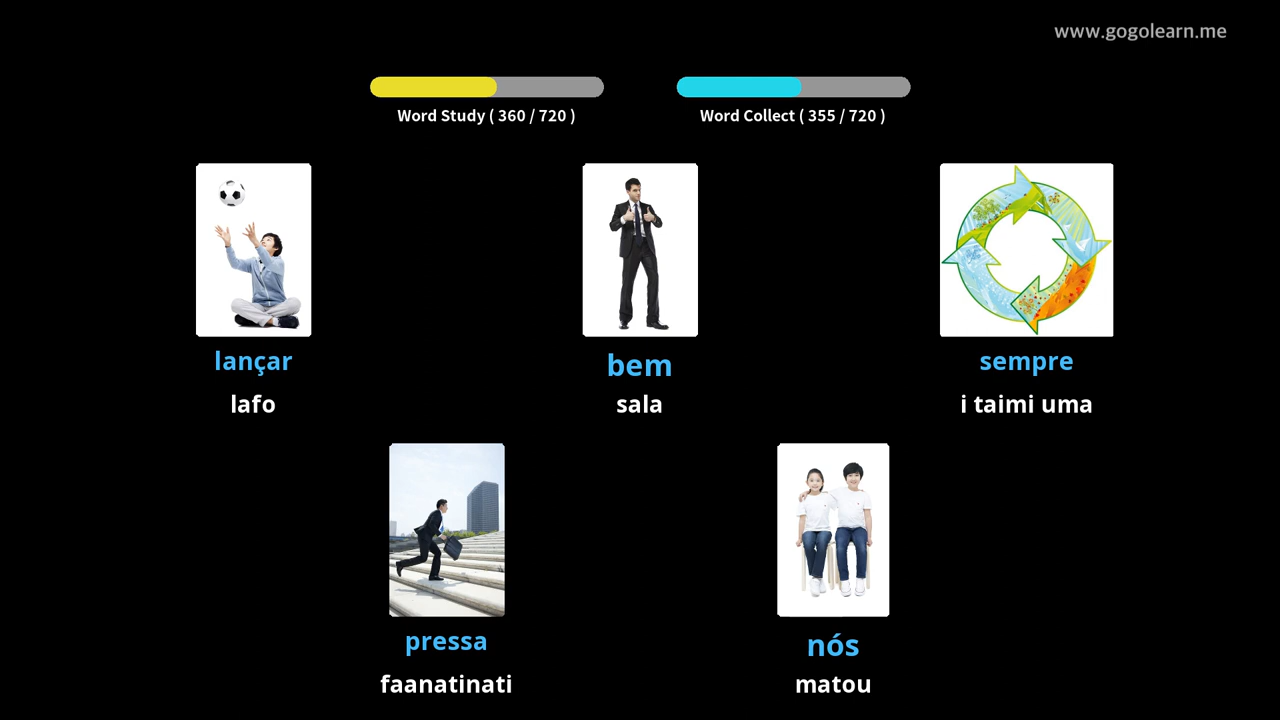 www.gogolearn.me
Word Study ( 360 / 720 )
Word Collect ( 355 / 720 )
lançar
lafo
bem
sala
sempre
i taimi uma
pressa
faanatinati
nós
matou